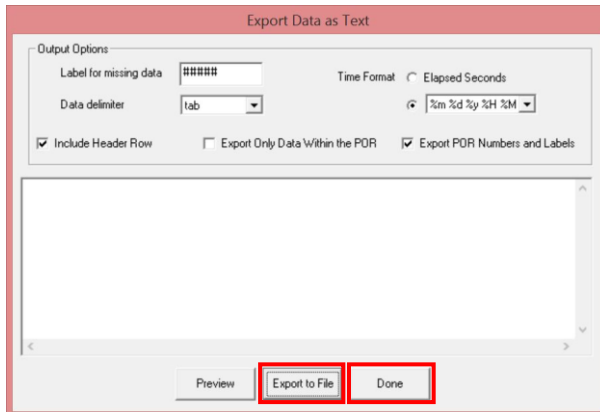 Export Data as Text
Output Options
Label for missing data #####
Time Format Elapsed Seconds
Data delimiter tab
%m %d %y %H %M
Include Header Row Export Only Data Within the POR Export POR Numbers and Labels
Preview Export to File Done